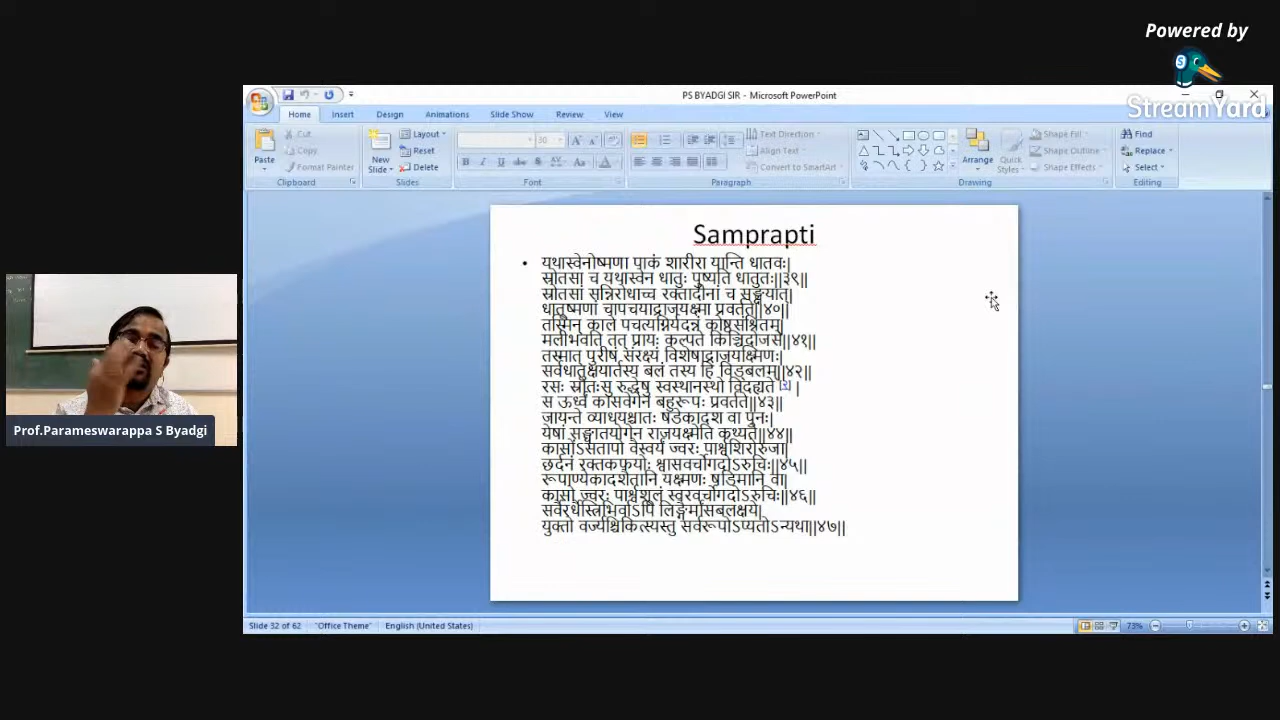 Powered by
StreamYard
PS BYADGI SIR - Microsoft PowerPoint
Home Insert Design Animations Slide Show Review View
Paste Cut Copy Format Painter Clipboard
New Slide Layout Reset Delete Slides
30 Font
Text Direction Align Text Convert to SmartArt Paragraph
Arrange Quick Styles Shape Fill Shape Outline Shape Effects Drawing
Find Replace Select Editing
Samprapti
• यथास्वेनोष्मणा पाकं शारीरा यान्ति धातवः|
स्रोतसा च यथास्वेन धातुः पुष्यति धातुतः||३९||
स्रोतसां सन्निरोधाच्च रक्तादीनां च सङ्क्षयात्|
धातूष्मणां चापचयाद्राजयक्ष्मा प्रवर्तते||४०||
तस्मिन् काले पचत्यग्निर्यदन्नं कोष्ठसंश्रितम्|
मलीभवति तत् प्रायः कल्पते किञ्चिदोजसे||४१||
तस्मात् पुरीषं संरक्ष्यं विशेषाद्राजयक्ष्मिणः|
सर्वधातुक्षयार्तस्य बलं तस्य हि विड्बलम्||४२||
रसः स्रोतःसु रुद्धेषु स्वस्थानस्थो विदह्यते [२] |
स ऊर्ध्वं कासवेगेन बहुरूपः प्रवर्तते||४३||
जायन्ते व्याधयश्चातः षडेकादश वा पुनः|
येषां सङ्घातयोगेन राजयक्ष्मेति कथ्यते||४४||
कासोंऽसतापो वैस्वर्यं ज्वरः पार्श्वशिरोरुजा|
छर्दनं रक्तकफयोः श्वासवर्चोगदोऽरुचिः||४५||
रूपाण्येकादशैतानि यक्ष्मणः षडिमानि वा|
कासो ज्वरः पार्श्वशूलं स्वरवर्चोगदोऽरुचिः||४६||
सर्वैरर्धैस्त्रिभिर्वाऽपि लिङ्गैर्मांसबलक्षये|
युक्तो वर्ज्यश्चिकित्स्यस्तु सर्वरूपोऽप्यतोऽन्यथा||४७||
Prof.Parameswarappa S Byadgi
Slide 32 of 62 "Office Theme" English (United States) 73%